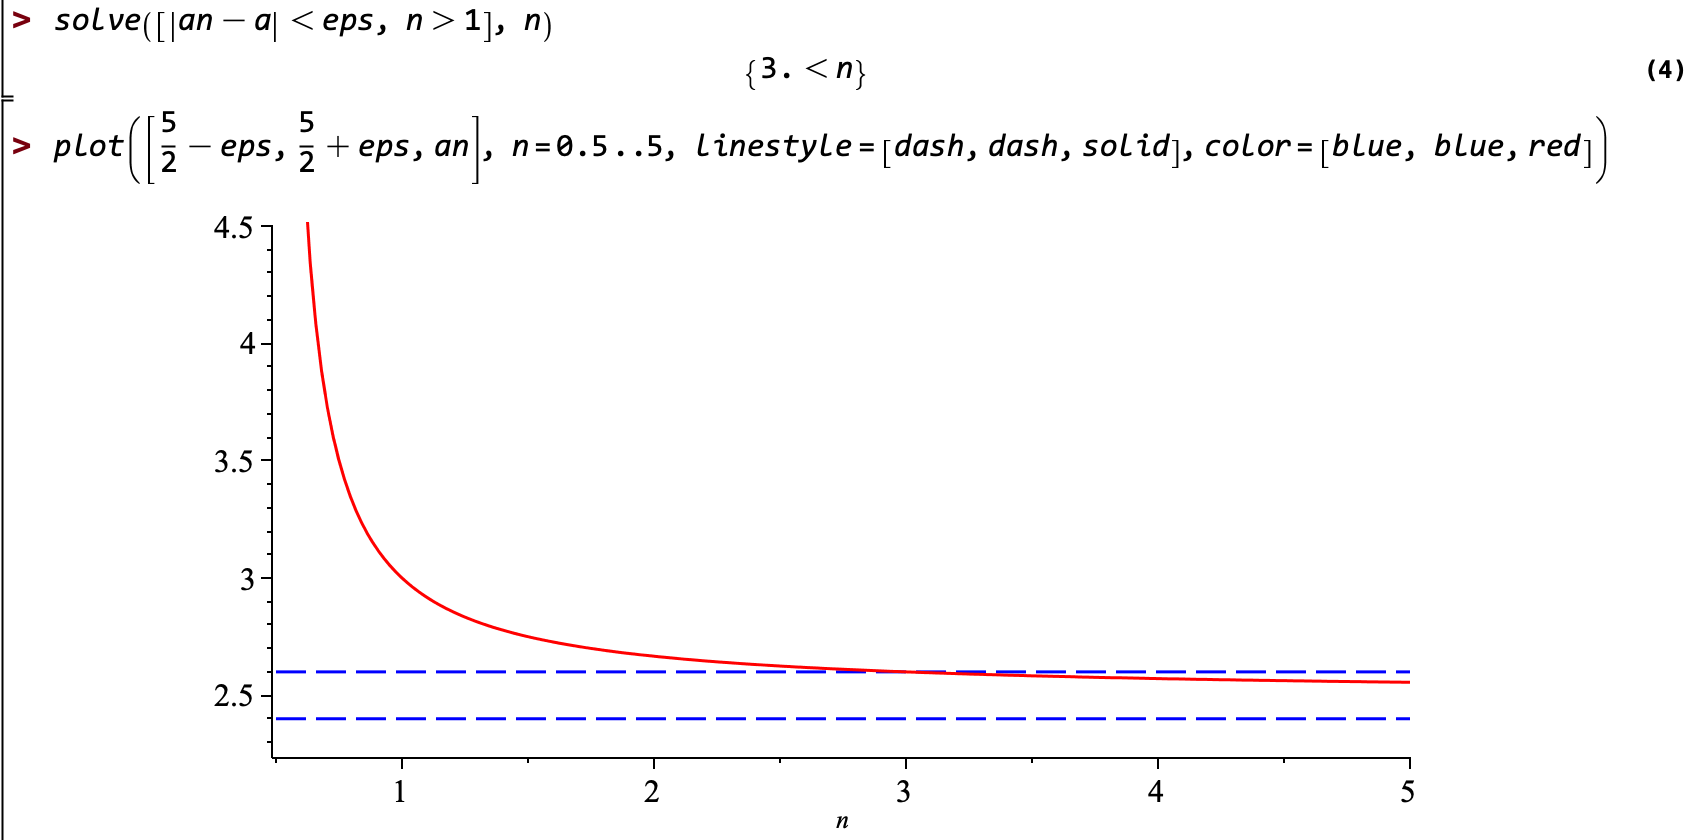 > solve([|an − a| < eps, n > 1], n)
{3. < n}
(4)
> plot([5/2 − eps, 5/2 + eps, an], n = 0.5..5, linestyle = [dash, dash, solid], color = [blue, blue, red])
4.5
4
3.5
3
2.5
1 2 3 4 5
n